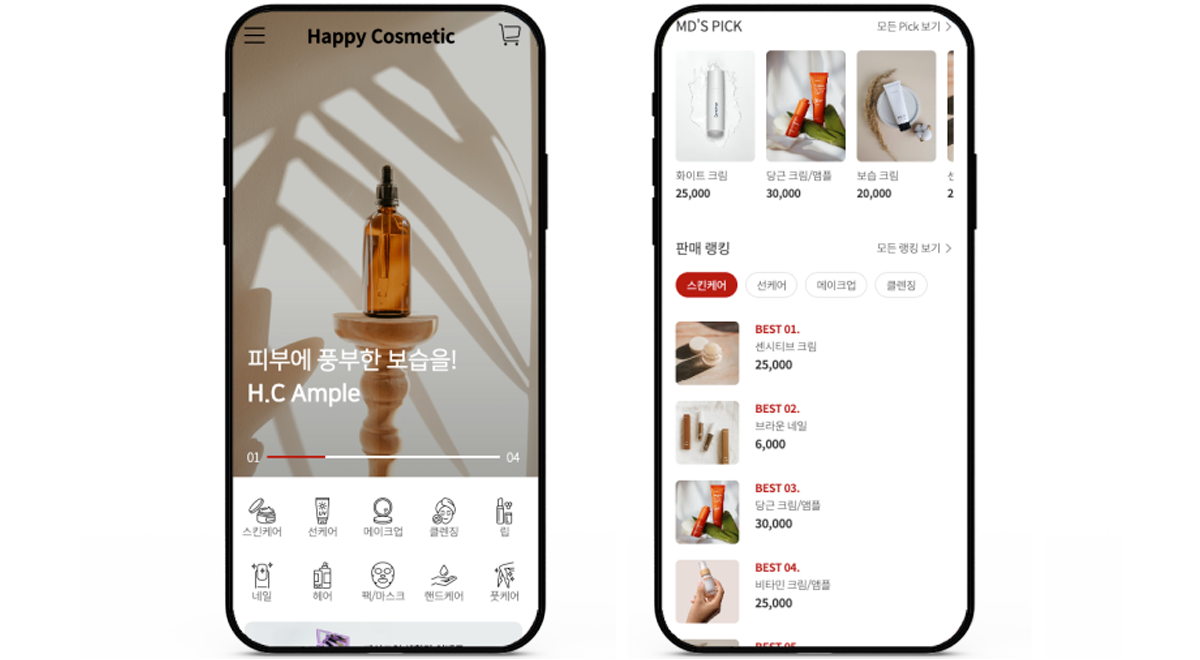 Happy Cosmetic
피부에 풍부한 보습을!
H.C Ample
01 04
스킨케어 선케어 메이크업 클렌징 립
네일 헤어 팩/마스크 핸드케어 풋케어
MD'S PICK 모든 Pick 보기
화이트 크림 당근 크림/앰플 보습 크림
25,000 30,000 20,000 2
판매 랭킹 모든 랭킹 보기
스킨케어 선케어 메이크업 클렌징
BEST 01.
센시티브 크림
25,000
BEST 02.
브라운 네일
6,000
BEST 03.
당근 크림/앰플
30,000
BEST 04.
비타민 크림/앰플
25,000
BEST 05.